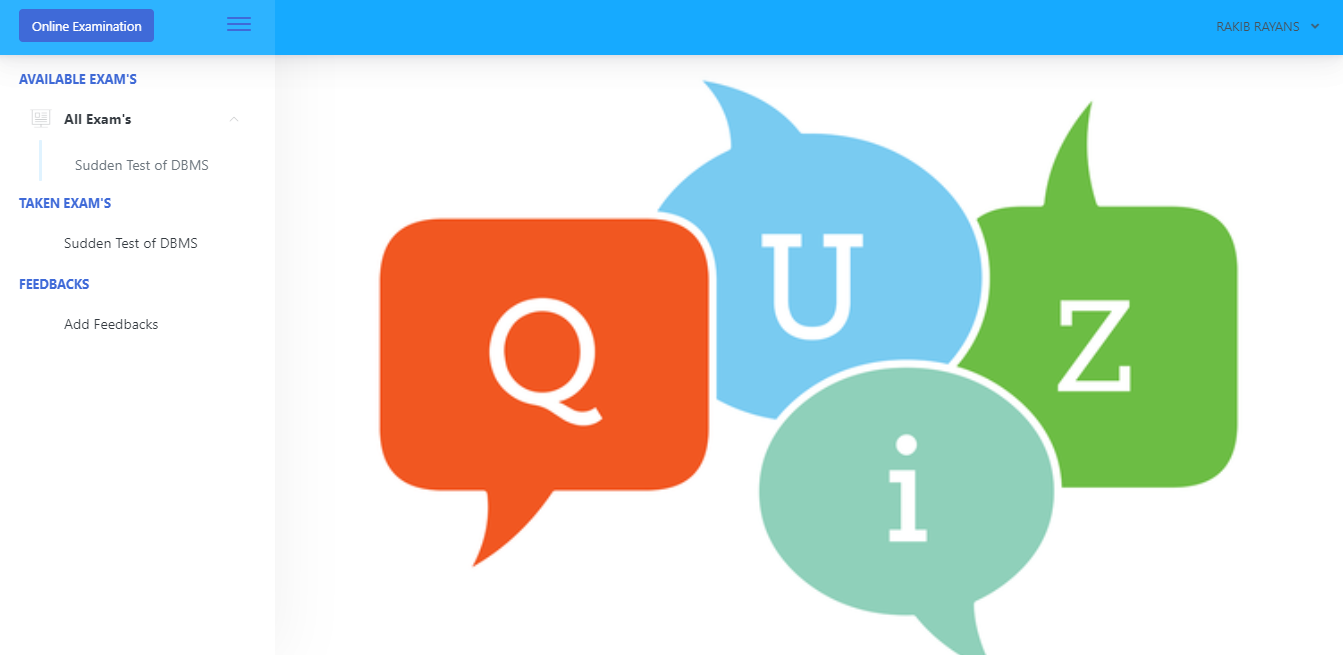 Online Examination
RAKIB RAYANS
AVAILABLE EXAM'S
All Exam's
Sudden Test of DBMS
TAKEN EXAM'S
Sudden Test of DBMS
FEEDBACKS
Add Feedbacks
Q U i Z